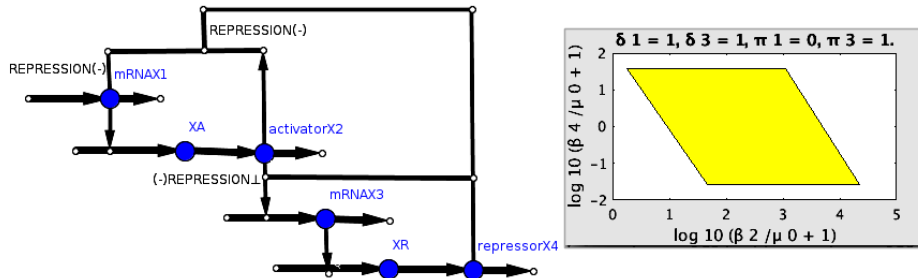 REPRESSION(-)
REPRESSION(-)
mRNAX1
XA
activatorX2
(-)REPRESSION⊥
mRNAX3
XR
repressorX4
δ 1 = 1, δ 3 = 1, π 1 = 0, π 3 = 1.
log 10 (β 4 /μ 0 + 1)
2
1
0
-1
-2
0
1
2
3
4
5
log 10 (β 2 /μ 0 + 1)